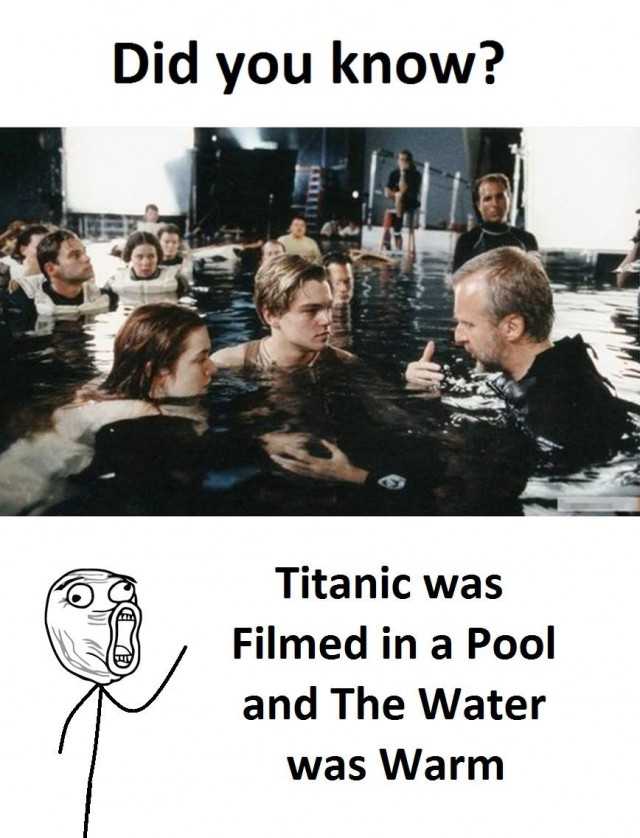 Did you know?
Titanic was
Filmed in a Pool
and The Water
was Warm